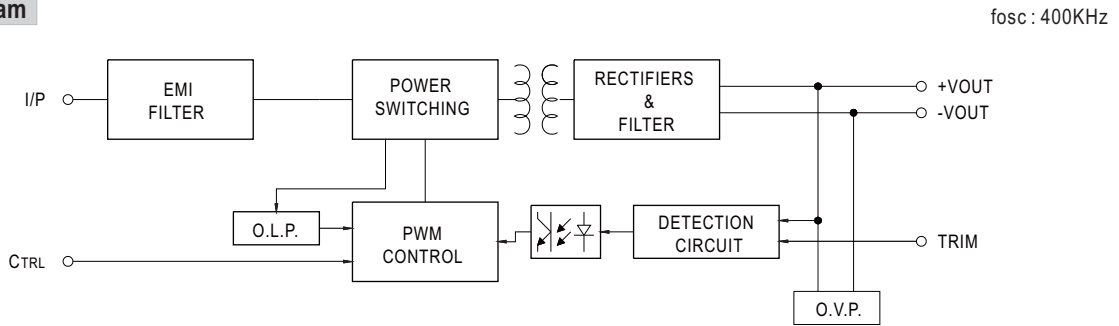 am
fosc : 400KHz
I/P
EMI
FILTER
POWER
SWITCHING
RECTIFIERS
&
FILTER
+VOUT
-VOUT
O.L.P.
PWM
CONTROL
DETECTION
CIRCUIT
TRIM
CTRL
O.V.P.